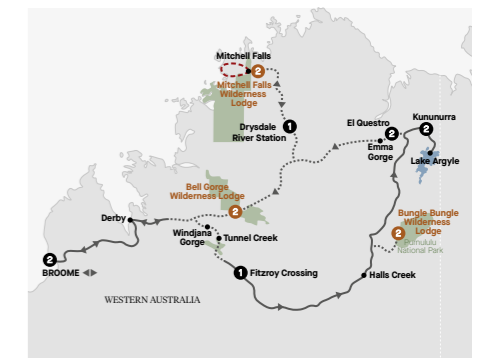 Mitchell Falls
2
Mitchell Falls
Wilderness
Lodge
Drysdale
River Station
1
El Questro
2
Kununurra
2
Emma
Gorge
Lake Argyle
Bell Gorge
Wilderness Lodge
2
Bungle Bungle
Wilderness
Lodge
2
Purnululu
National Park
Derby
Windjana
Gorge
Tunnel Creek
2
BROOME
1
Fitzroy Crossing
Halls Creek
WESTERN AUSTRALIA